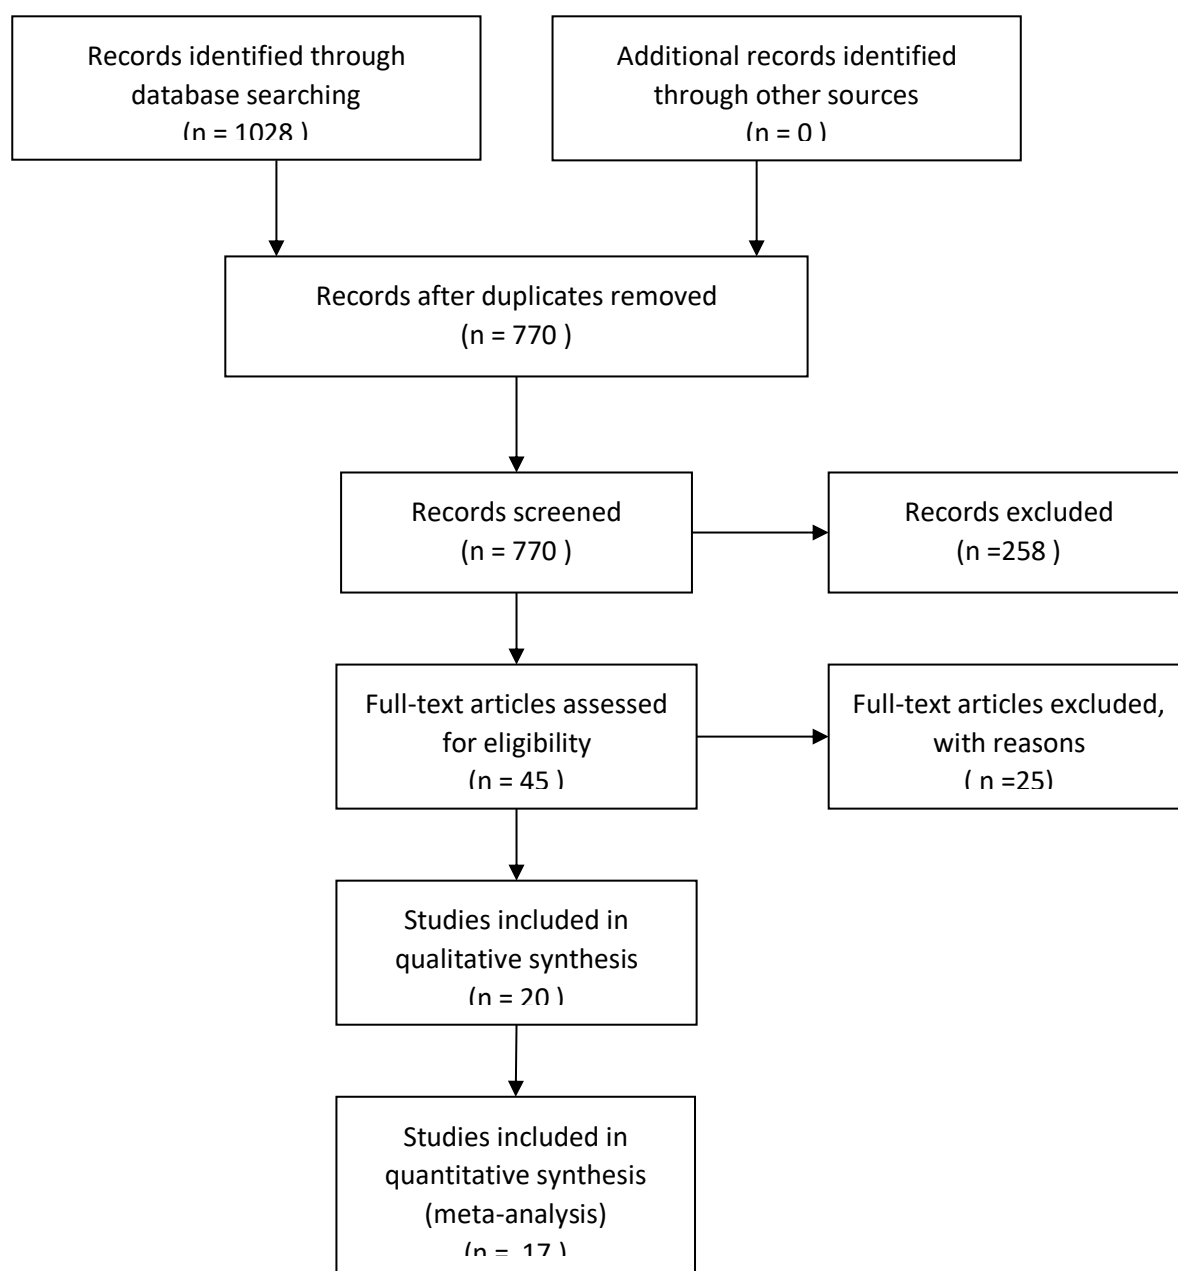 Records identified through
database searching
(n = 1028 )
Additional records identified
through other sources
(n = 0 )
Records after duplicates removed
(n = 770 )
Records screened
(n = 770 )
Records excluded
(n =258 )
Full-text articles assessed
for eligibility
(n = 45 )
Full-text articles excluded,
with reasons
( n =25)
Studies included in
qualitative synthesis
(n = 20 )
Studies included in
quantitative synthesis
(meta-analysis)
(n = 17 )